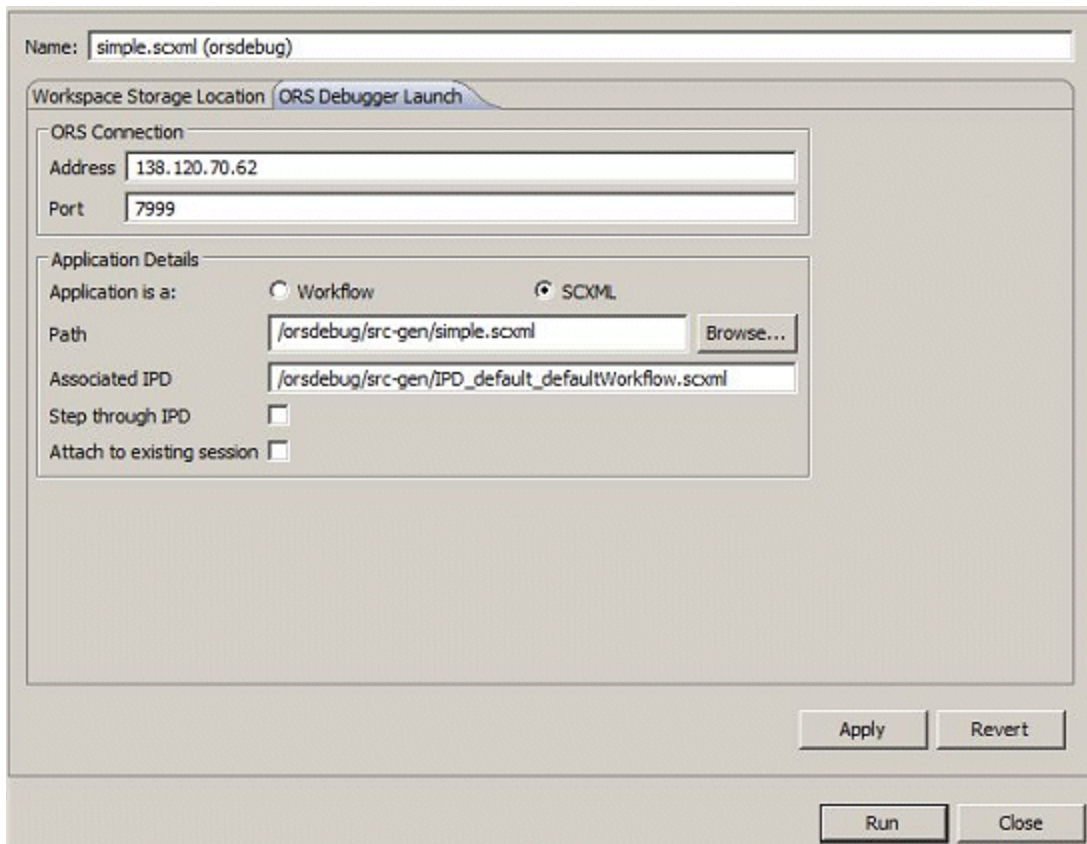 Name: simple.scxml (orsdebug)
Workspace Storage Location ORS Debugger Launch
ORS Connection
Address 138.120.70.62
Port 7999
Application Details
Application is a: Workflow SCXML
Path /orsdebug/src-gen/simple.scxml Browse...
Associated IPD /orsdebug/src-gen/IPD_default_defaultWorkflow.scxml
Step through IPD
Attach to existing session
Apply Revert
Run Close